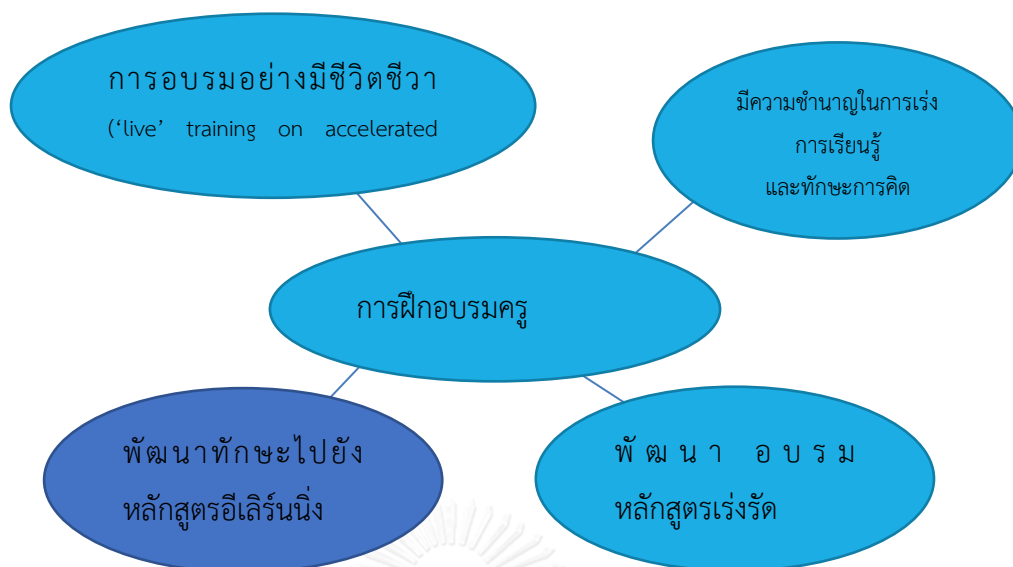 การอบรมอย่างมีชีวิตชีวา
(‘live’ training on accelerated
มีความชำนาญในการเร่ง
การเรียนรู้
และทักษะการคิด
การฝึกอบรมครู
พัฒนาทักษะไปยัง
หลักสูตรอีเลิร์นนิ่ง
พัฒนา อบรม
หลักสูตรเร่งรัด